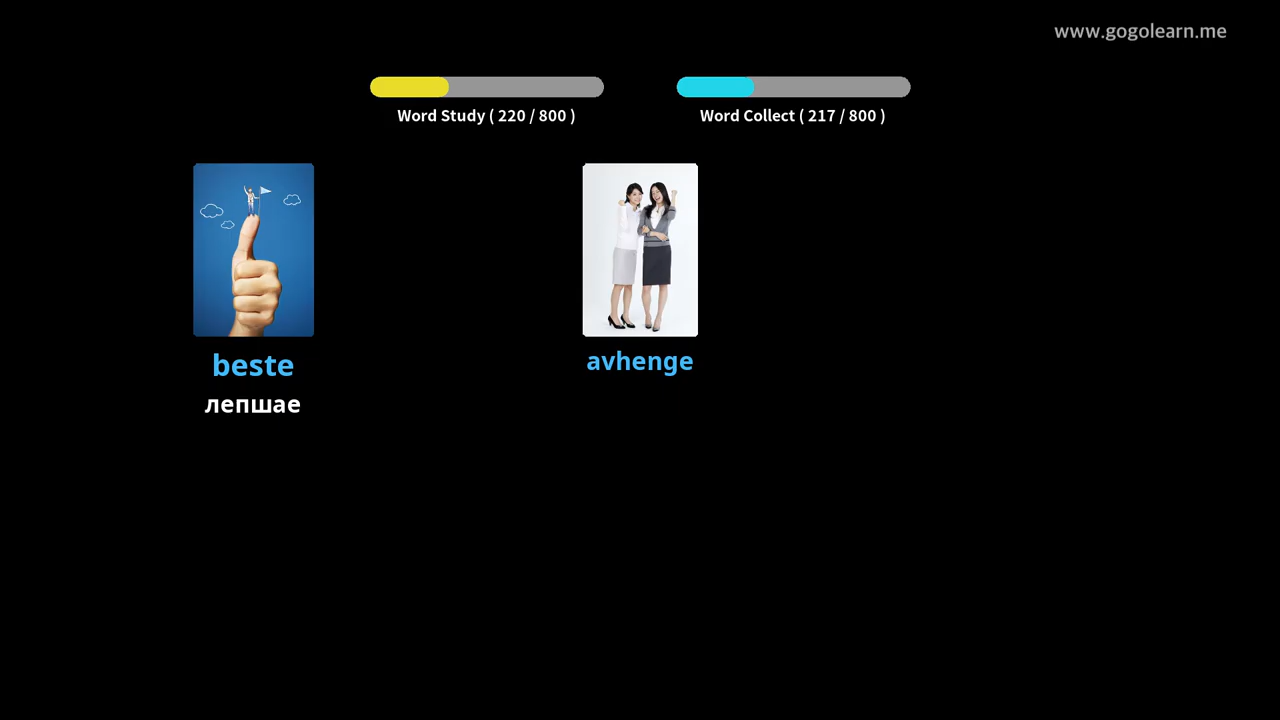 www.gogolearn.me
Word Study ( 220 / 800 )
Word Collect ( 217 / 800 )
beste
лепшае
avhenge